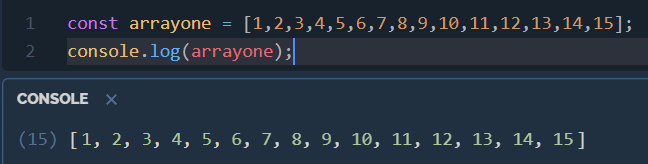 1 const arrayone = [1,2,3,4,5,6,7,8,9,10,11,12,13,14,15];
2 console.log(arrayone);
CONSOLE ×
(15) [1, 2, 3, 4, 5, 6, 7, 8, 9, 10, 11, 12, 13, 14, 15]